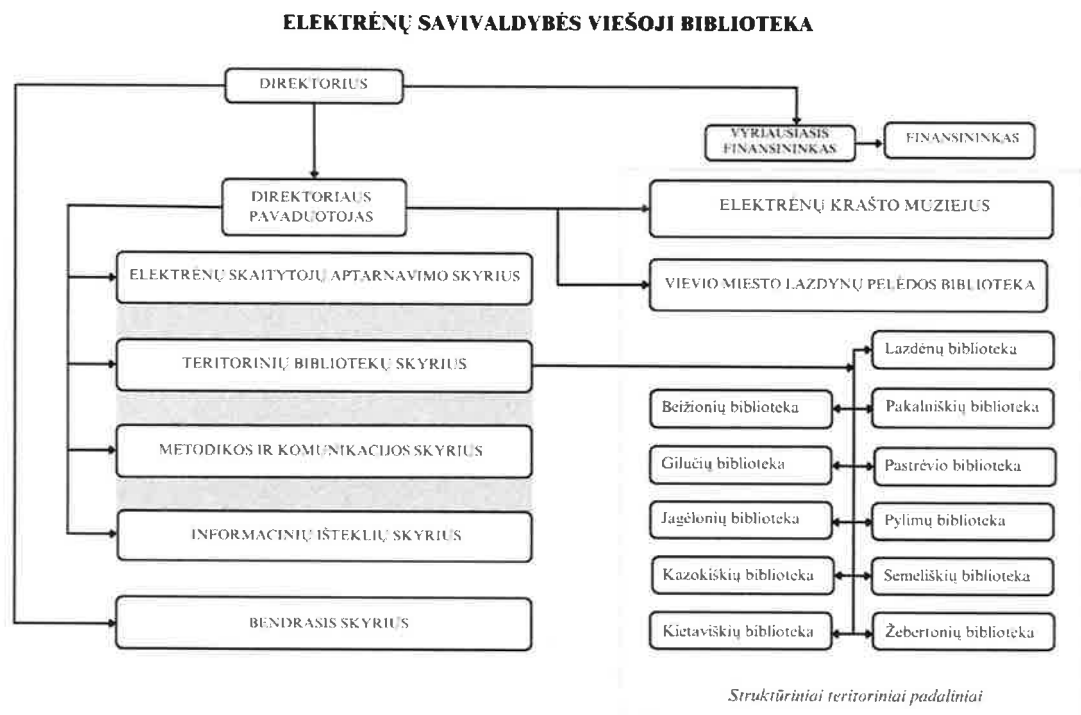 ELEKTRĖNŲ SAVIVALDYBĖS VIEŠOJI BIBLIOTEKA
DIREKTORIUS
VYRIAUSIASIS
FINANSININKAS
FINANSININKAS
DIREKTORIAUS
PAVADUOTOJAS
ELEKTRĖNŲ KRAŠTO MUZIEJUS
ELEKTRĖNŲ SKAITYTOJŲ APTARNAVIMO SKYRIUS
VIEVIO MIESTO LAZDYNŲ PELĖDOS BIBLIOTEKA
TERITORINIŲ BIBLIOTEKŲ SKYRIUS
Lazdėnų biblioteka
Beižionių biblioteka
Pakalniškių biblioteka
METODIKOS IR KOMUNIKACIJOS SKYRIUS
Gilučių biblioteka
Pastrėvio biblioteka
INFORMACINIŲ IŠTEKLIŲ SKYRIUS
Jagėlonių biblioteka
Pylimų biblioteka
Kazokiškių biblioteka
Semeliškių biblioteka
BENDRASIS SKYRIUS
Kietaviškių biblioteka
Žebertonių biblioteka
Struktūriniai teritoriniai padaliniai